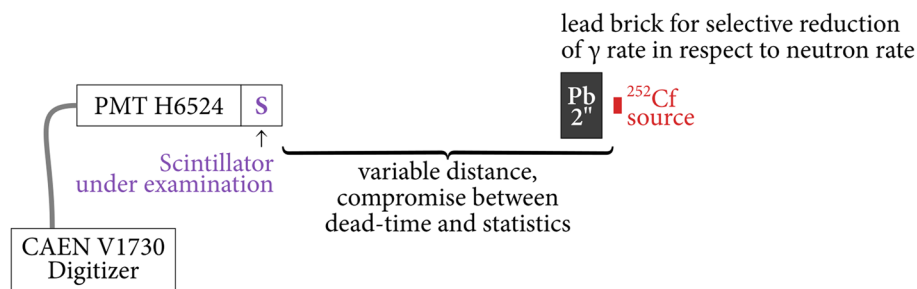 lead brick for selective reduction
of γ rate in respect to neutron rate
PMT H6524
S
Pb
2"
²⁵²Cf
source
Scintillator
under examination
variable distance,
compromise between
dead-time and statistics
CAEN V1730
Digitizer